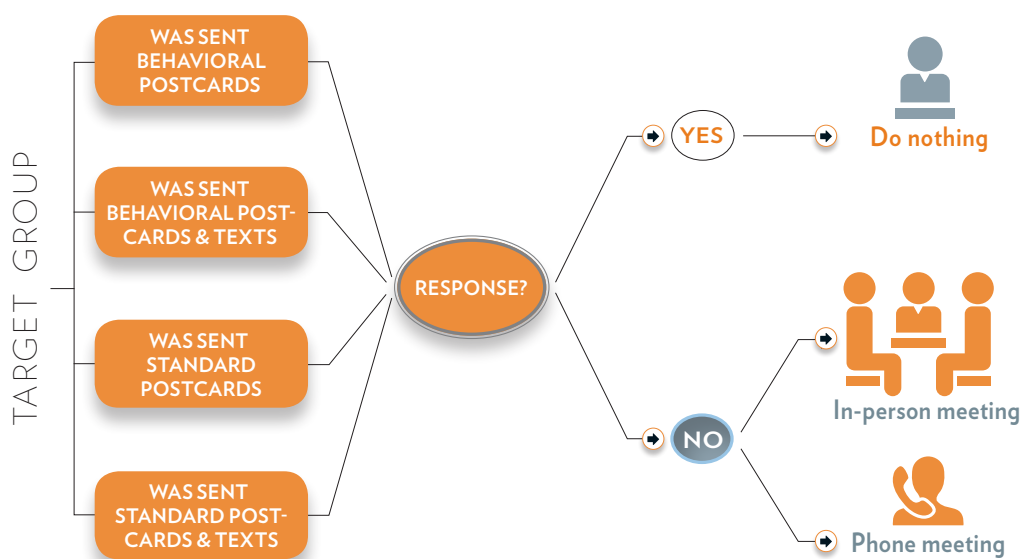 TARGET GROUP
WAS SENT
BEHAVIORAL
POSTCARDS
WAS SENT
BEHAVIORAL POST-
CARDS & TEXTS
WAS SENT
STANDARD
POSTCARDS
WAS SENT
STANDARD POST-
CARDS & TEXTS
RESPONSE?
YES
Do nothing
NO
In-person meeting
Phone meeting